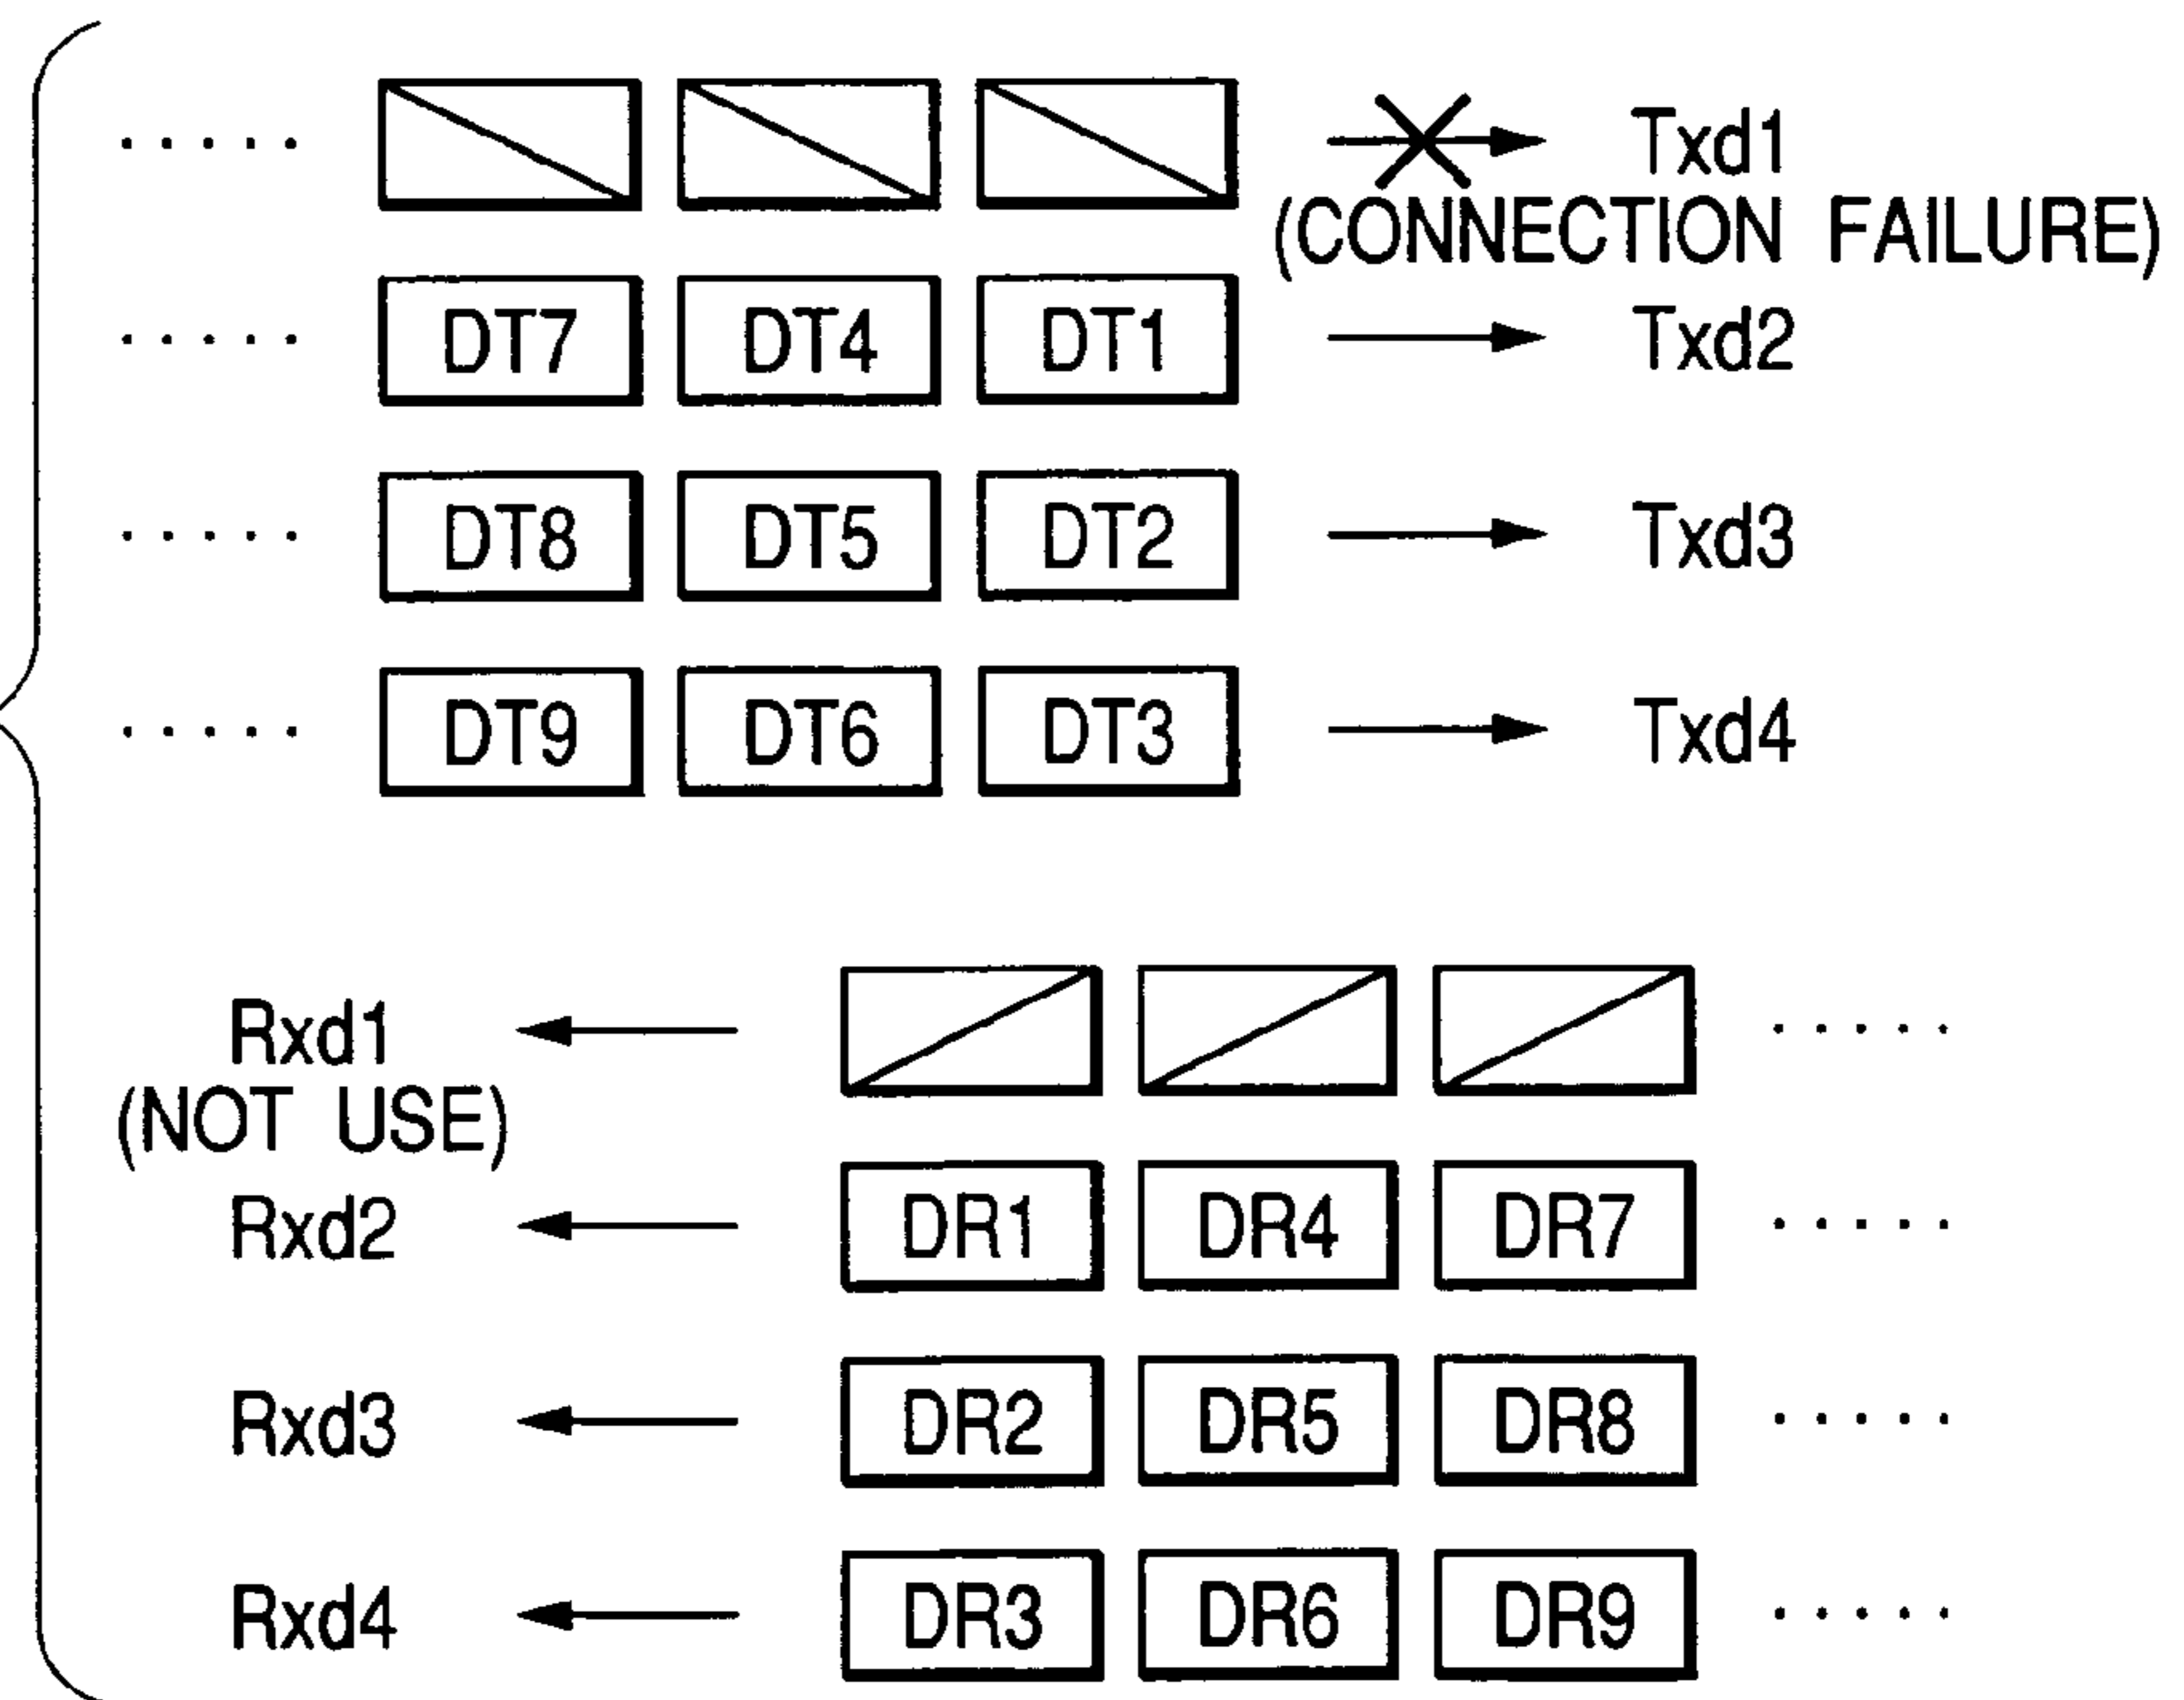 Txd1
(CONNECTION FAILURE)
DT7 DT4 DT1 Txd2
DT8 DT5 DT2 Txd3
DT9 DT6 DT3 Txd4
Rxd1
(NOT USE)
Rxd2 DR1 DR4 DR7
Rxd3 DR2 DR5 DR8
Rxd4 DR3 DR6 DR9